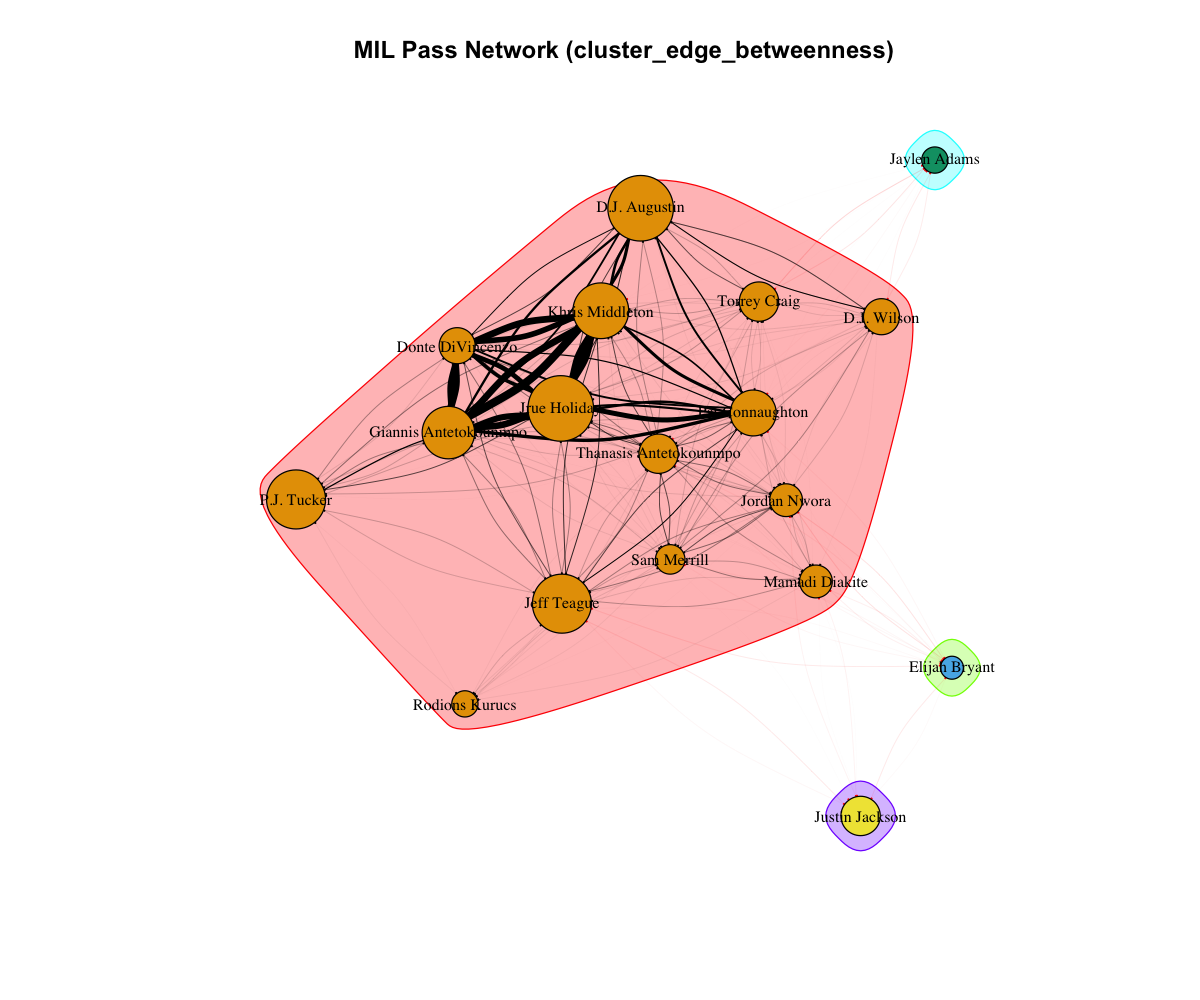 MIL Pass Network (cluster_edge_betweenness)
Jaylen Adams
D.J. Augustin
Torrey Craig
Khris Middleton
D.J. Wilson
Donte DiVincenzo
Jrue Holiday
Connaughton
Giannis Antetokounmpo
Thanasis Antetokounmpo
P.J. Tucker
Jordan Nwora
Sam Merrill
Mamadi Diakite
Jeff Teague
Elijah Bryant
Rodions Kurucs
Justin Jackson